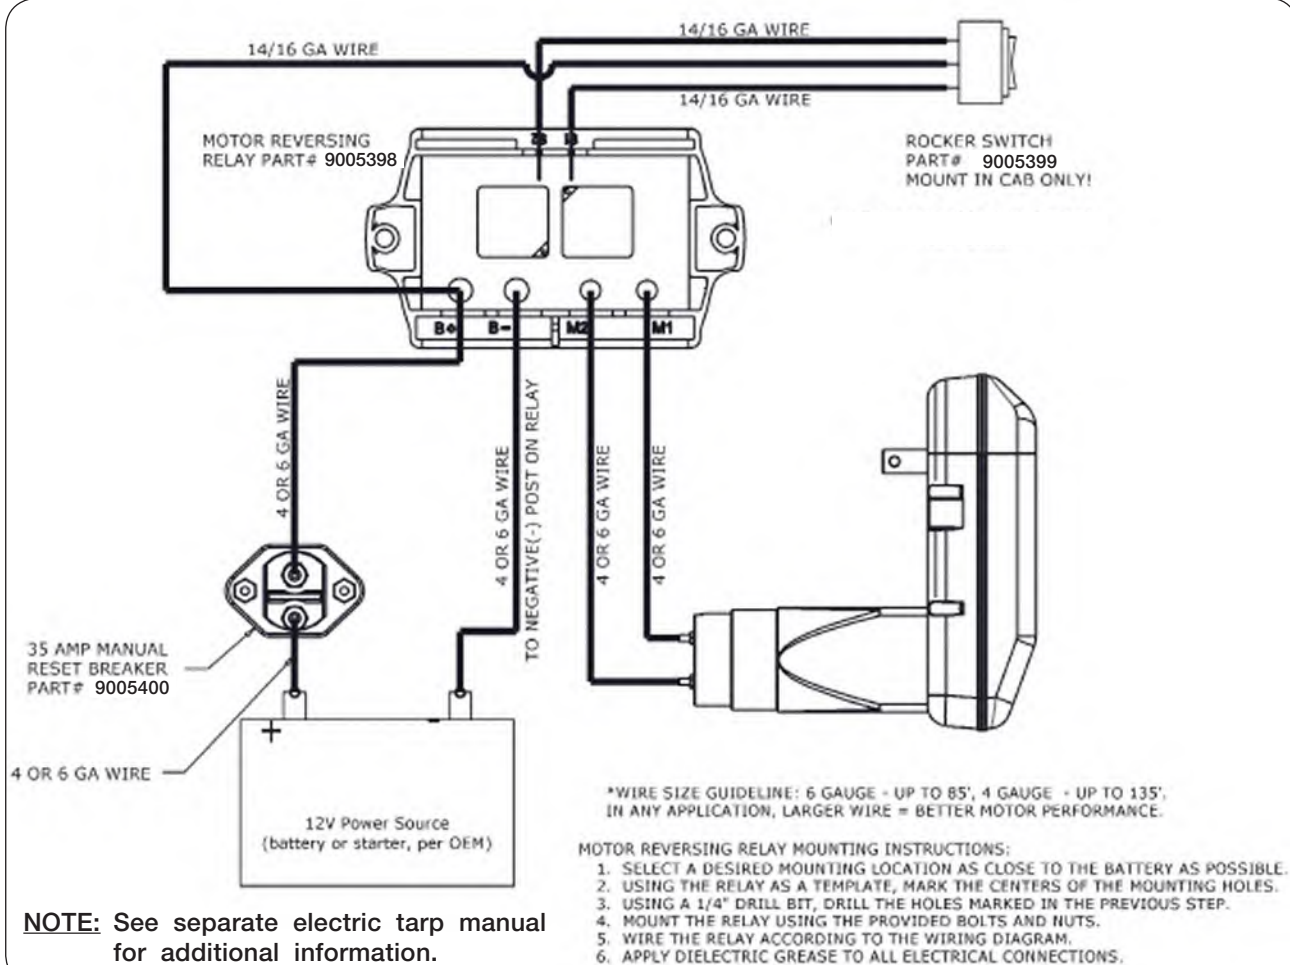 14/16 GA WIRE
14/16 GA WIRE
14/16 GA WIRE
MOTOR REVERSING
RELAY PART# 9005398
ROCKER SWITCH
PART# 9005399
MOUNT IN CAB ONLY!
B+
B-
M2
M1
4 OR 6 GA WIRE
4 OR 6 GA WIRE
TO NEGATIVE(-) POST ON RELAY
4 OR 6 GA WIRE
4 OR 6 GA WIRE
35 AMP MANUAL
RESET BREAKER
PART# 9005400
4 OR 6 GA WIRE
+
-
12V Power Source
(battery or starter, per OEM)
*WIRE SIZE GUIDELINE: 6 GAUGE - UP TO 85', 4 GAUGE - UP TO 135'.
IN ANY APPLICATION, LARGER WIRE = BETTER MOTOR PERFORMANCE.
MOTOR REVERSING RELAY MOUNTING INSTRUCTIONS:
1. SELECT A DESIRED MOUNTING LOCATION AS CLOSE TO THE BATTERY AS POSSIBLE.
2. USING THE RELAY AS A TEMPLATE, MARK THE CENTERS OF THE MOUNTING HOLES.
3. USING A 1/4" DRILL BIT, DRILL THE HOLES MARKED IN THE PREVIOUS STEP.
4. MOUNT THE RELAY USING THE PROVIDED BOLTS AND NUTS.
5. WIRE THE RELAY ACCORDING TO THE WIRING DIAGRAM.
6. APPLY DIELECTRIC GREASE TO ALL ELECTRICAL CONNECTIONS.
NOTE: See separate electric tarp manual
for additional information.